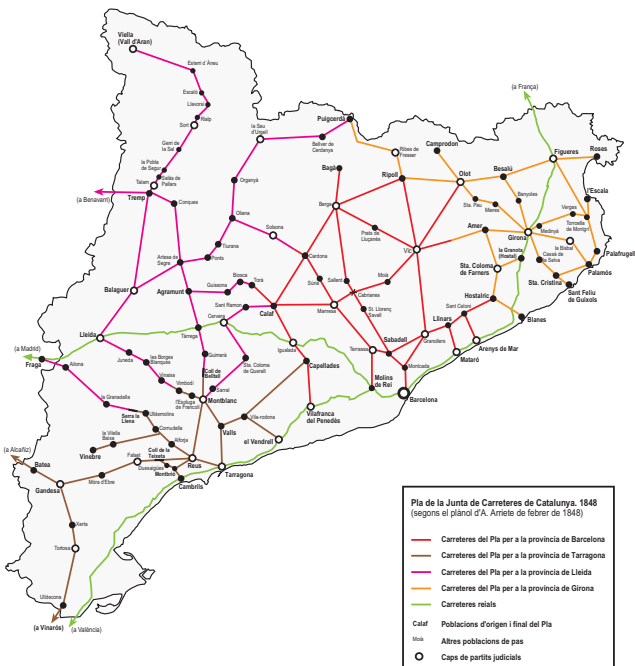 Viella
(Vall d'Aran)
Esterri d´Àneu
Escaló
Llavorsí
Rialp
Sort
Gerri de
la Sal
la Pobla
de Segur
Salàs de
Pallars
Talarn
Tremp
(a Benavarri)
Conques
la Seu
d'Urgell
Organyà
Oliana
Solsona
Tiurana
Ponts
Artesa de
Segre
Balaguer
Agramunt
Guissona
Biosca
Torà
Sant Ramon
Cervera
Calaf
Cardona
Puigcerdà
Bellver de
Cerdanya
Bagà
Berga
Ribes de
Fresser
Ripoll
Camprodon
Olot
Besalú
Banyoles
Sta. Pau
Mieres
(a França)
Figueres
Roses
l'Escala
Verges
Torroella
de Montgrí
Medinyà
Girona
la Bisbal
Cassà de
la Selva
Palafrugell
Palamós
Sta. Cristina
Sant Feliu
de Guíxols
Amer
la Granota
(Hostal)
Sta. Coloma
de Farners
Hostalric
Blanes
Prats de
Lluçanès
Vic
Moià
Sallent
Cabrienes
Súria
Manresa
St. Llorenç
Cavall
Sabadell
Terrassa
Montcada
Granollers
Llinars
Sant Celoni
Mataró
Arenys de Mar
Barcelona
Molins
de Rei
Igualada
Capellades
Vilafranca
del Penedès
Lleida
(a Madrid)
Fraga
Aitona
Juneda
les Borges
Blanques
Vinaixa
Vimbodí
l'Espluga
de Francolí
Tàrrega
Guimerà
Coll de
Belltall
Sta. Coloma
de Queralt
Sarral
Montblanc
la Granadella
Serra la
Llena
Ulldemolins
Cornudella
la Vilella
Baixa
Vinebre
Alforja
Valls
Vila-rodona
el Vendrell
(a Alcañiz)
Batea
Gandesa
Falset
Móra d'Ebre
Coll de la
Teixeta
Duesaigües
Montbrió
Reus
Cambrils
Tarragona
Xerta
Tortosa
Ulldecona
(a Vinaròs)
(a València)
Pla de la Junta de Carreteres de Catalunya. 1848
(segons el plànol d'A. Arriete de febrer de 1848)
Carreteres del Pla per a la província de Barcelona
Carreteres del Pla per a la província de Tarragona
Carreteres del Pla per a la província de Lleida
Carreteres del Pla per a la província de Girona
Carreteres reials
Calaf Poblacions d'origen i final del Pla
Moià Altres poblacions de pas
Caps de partits judicials